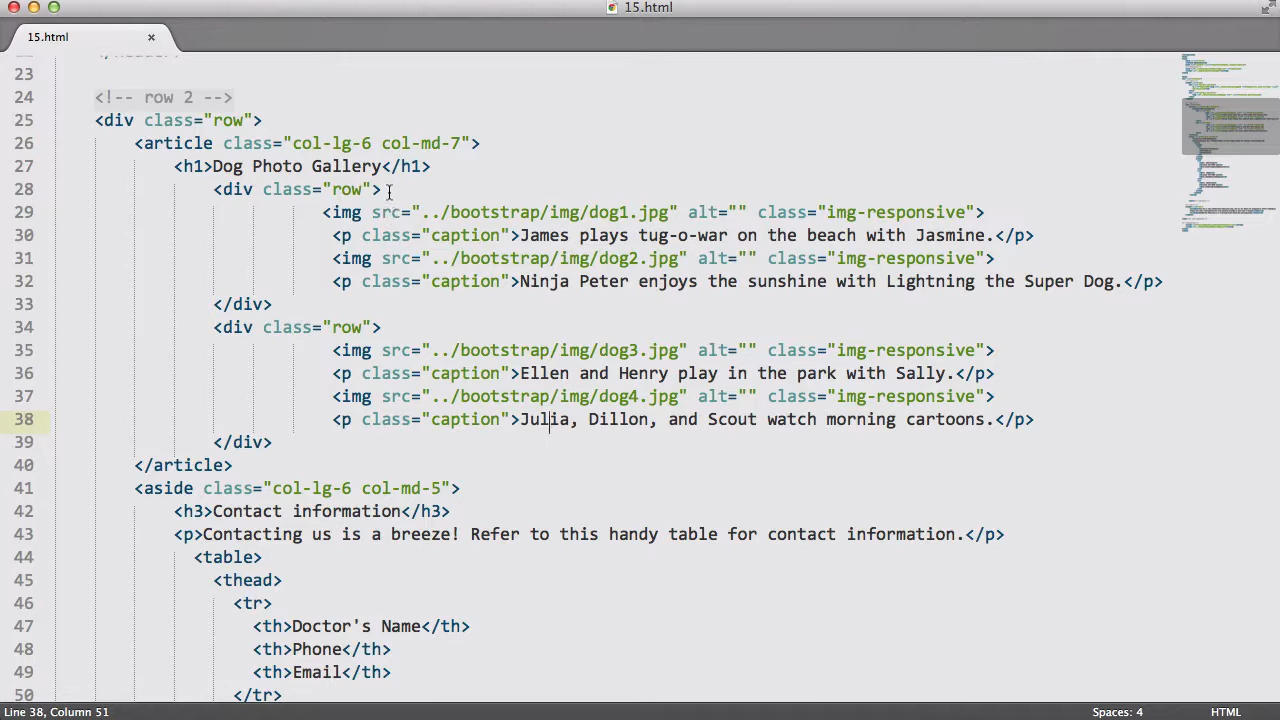 15.html
15.html ×
23
24 <!-- row 2 -->
25 <div class="row">
26 <article class="col-lg-6 col-md-7">
27 <h1>Dog Photo Gallery</h1>
28 <div class="row">
29 <img src="../bootstrap/img/dog1.jpg" alt="" class="img-responsive">
30 <p class="caption">James plays tug-o-war on the beach with Jasmine.</p>
31 <img src="../bootstrap/img/dog2.jpg" alt="" class="img-responsive">
32 <p class="caption">Ninja Peter enjoys the sunshine with Lightning the Super Dog.</p>
33 </div>
34 <div class="row">
35 <img src="../bootstrap/img/dog3.jpg" alt="" class="img-responsive">
36 <p class="caption">Ellen and Henry play in the park with Sally.</p>
37 <img src="../bootstrap/img/dog4.jpg" alt="" class="img-responsive">
38 <p class="caption">Julia, Dillon, and Scout watch morning cartoons.</p>
39 </div>
40 </article>
41 <aside class="col-lg-6 col-md-5">
42 <h3>Contact information</h3>
43 <p>Contacting us is a breeze! Refer to this handy table for contact information.</p>
44 <table>
45 <thead>
46 <tr>
47 <th>Doctor's Name</th>
48 <th>Phone</th>
49 <th>Email</th>
50 </tr>
Line 38, Column 51 Spaces: 4 HTML